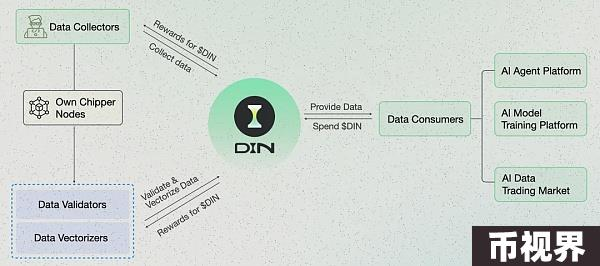 Data Collectors
Rewards for $DIN
Collect data
Own Chipper
Nodes
DIN
Provide Data
Spend $DIN
Data Consumers
AI Agent Platform
AI Model
Training Platform
AI Data
Trading Market
Validate &
Vectorize Data
Rewards for $DIN
Data Validators
Data Vectorizers
币视界